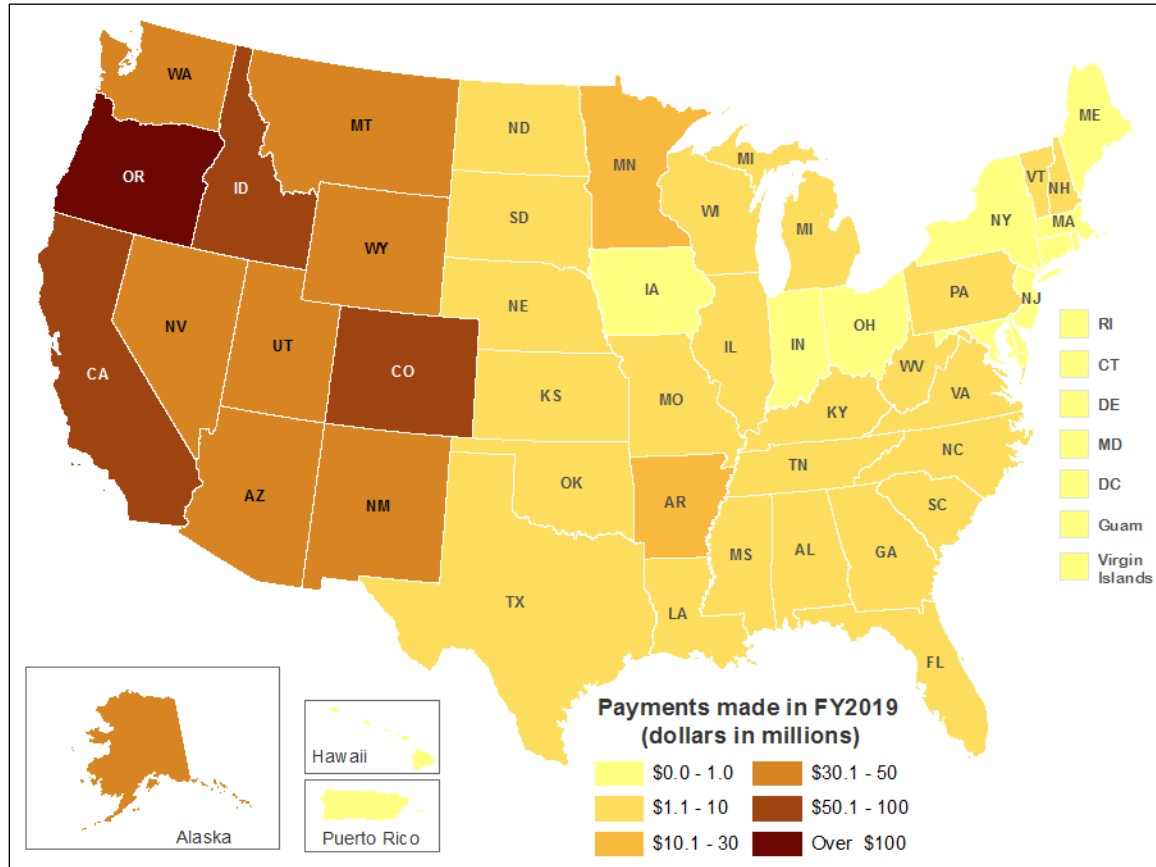 WA
MT
ND
MN
ME
OR
ID
SD
WI
MI
VT
NH
NY
MA
WY
MI
IA
NE
PA
NJ
NV
UT
CO
IL
IN
OH
CA
KS
MO
WV
VA
KY
AZ
NM
OK
AR
TN
NC
SC
MS
AL
GA
TX
LA
FL
RI
CT
DE
MD
DC
Guam
Virgin
Islands
Alaska
Hawaii
Puerto Rico
Payments made in FY2019
(dollars in millions)
$0.0 - 1.0
$1.1 - 10
$10.1 - 30
$30.1 - 50
$50.1 - 100
Over $100